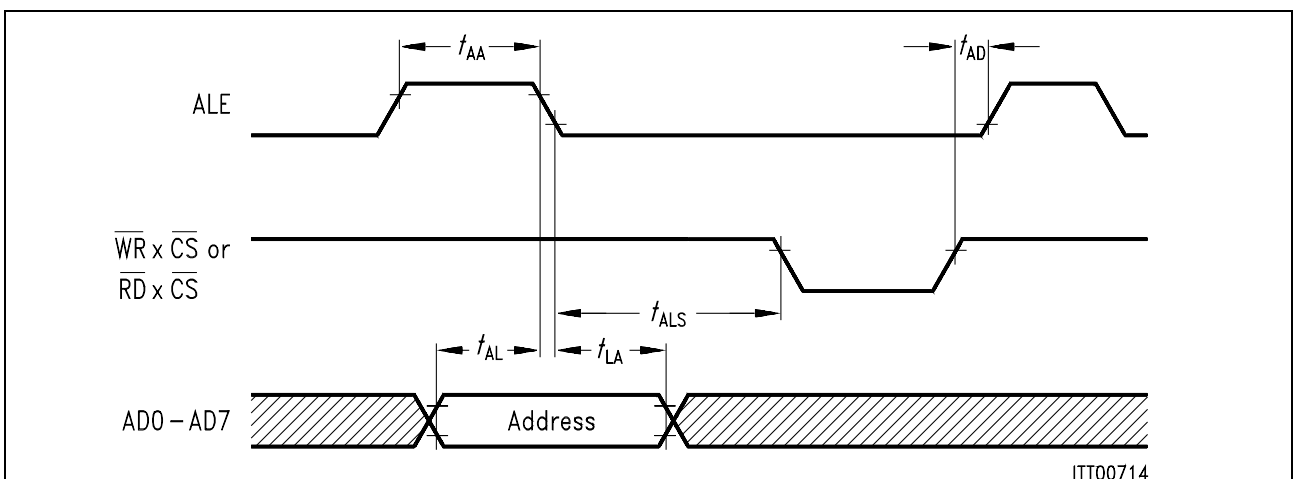 tAA
tAD
ALE
WR x CS or
RD x CS
tALS
tAL
tLA
AD0 – AD7
Address
ITT00714